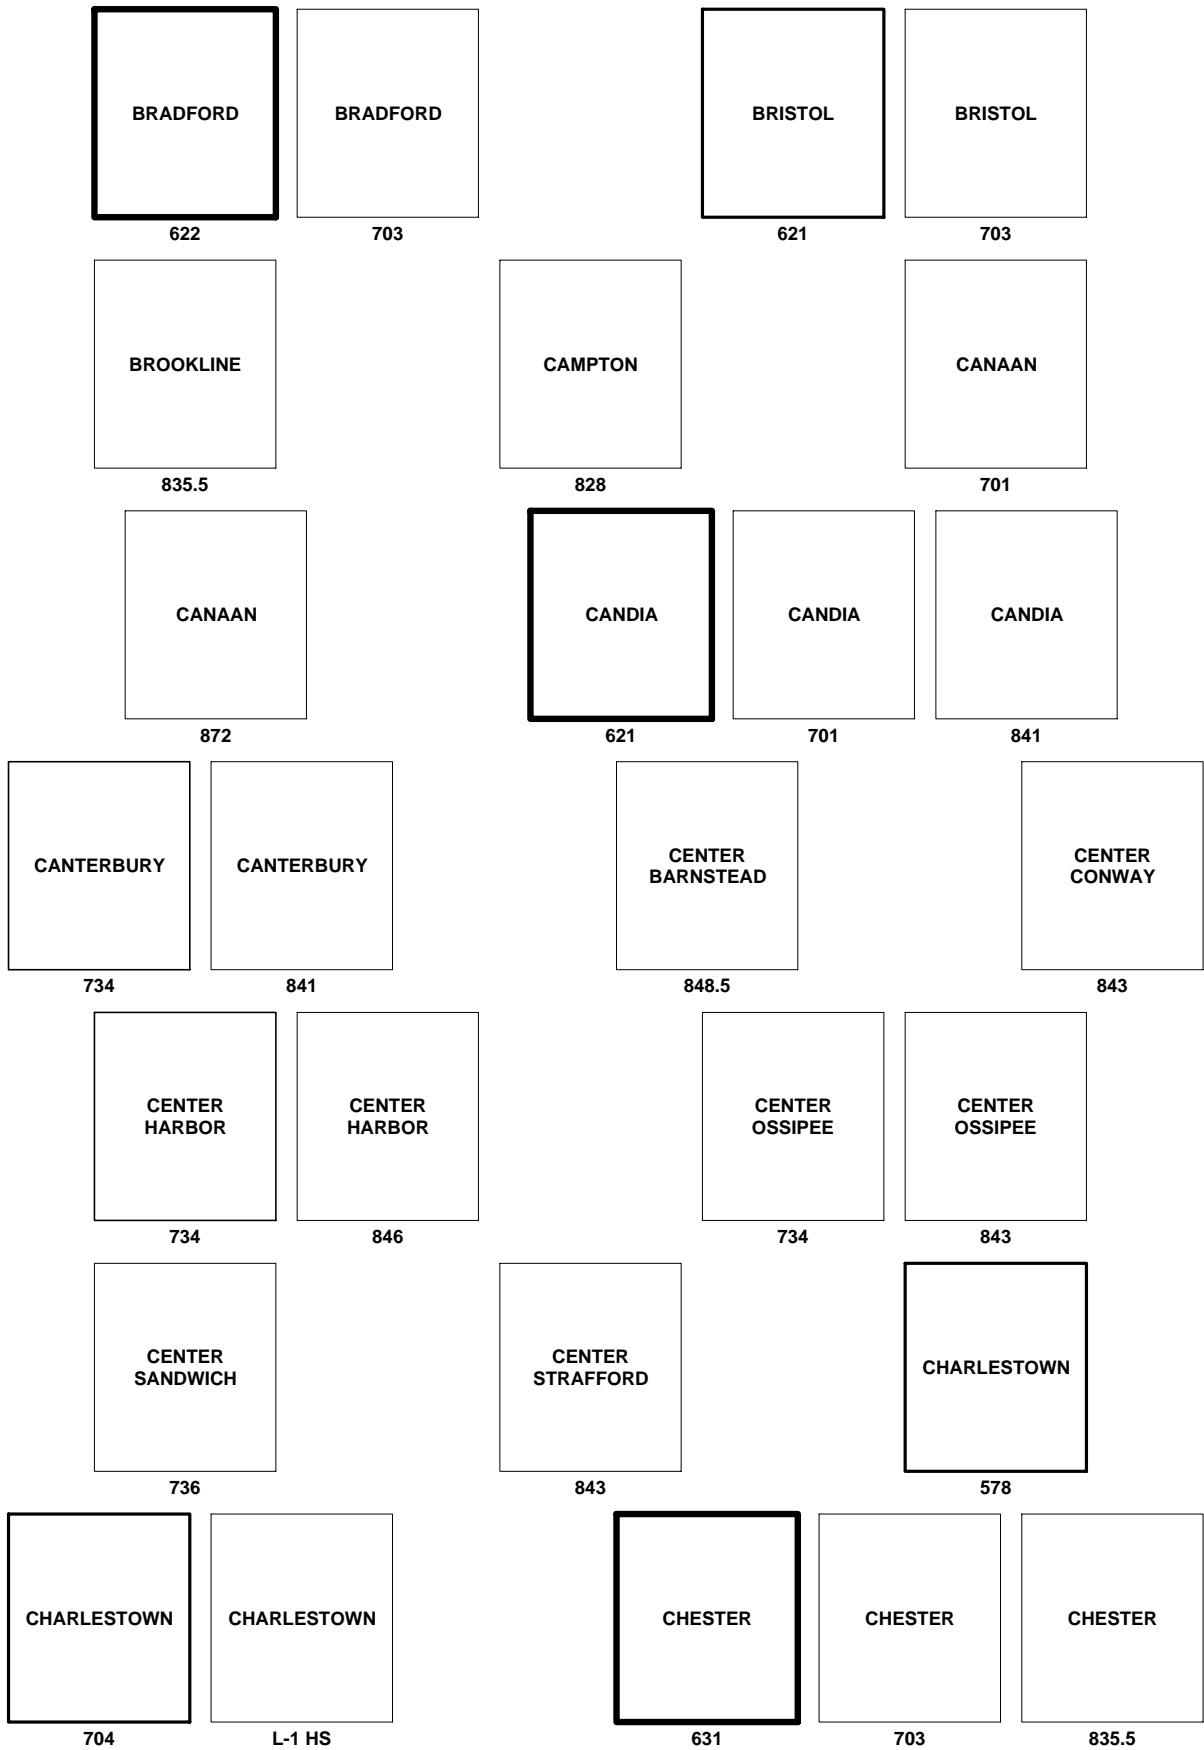 BRADFORD
BRADFORD
BRISTOL
BRISTOL
622
703
621
703
BROOKLINE
CAMPTON
CANAAN
835.5
828
701
CANAAN
CANDIA
CANDIA
CANDIA
872
621
701
841
CANTERBURY
CANTERBURY
CENTER
BARNSTEAD
CENTER
CONWAY
734
841
848.5
843
CENTER
HARBOR
CENTER
HARBOR
CENTER
OSSIPEE
CENTER
OSSIPEE
734
846
734
843
CENTER
SANDWICH
CENTER
STRAFFORD
CHARLESTOWN
736
843
578
CHARLESTOWN
CHARLESTOWN
CHESTER
CHESTER
CHESTER
704
L-1 HS
631
703
835.5